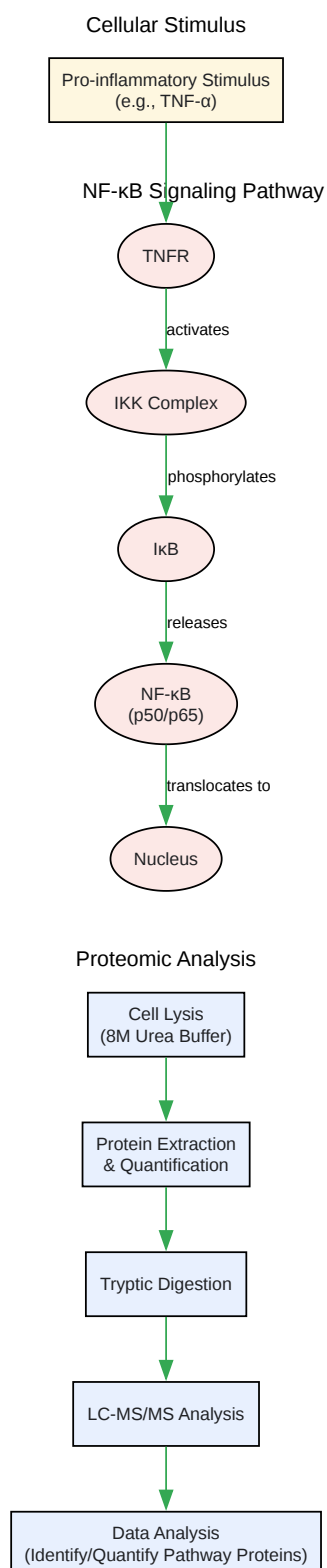 Cellular Stimulus
Pro-inflammatory Stimulus
(e.g., TNF-α)
NF-κB Signaling Pathway
TNFR
activates
IKK Complex
phosphorylates
IκB
releases
NF-κB
(p50/p65)
translocates to
Nucleus
Proteomic Analysis
Cell Lysis
(8M Urea Buffer)
Protein Extraction
& Quantification
Tryptic Digestion
LC-MS/MS Analysis
Data Analysis
(Identify/Quantify Pathway Proteins)